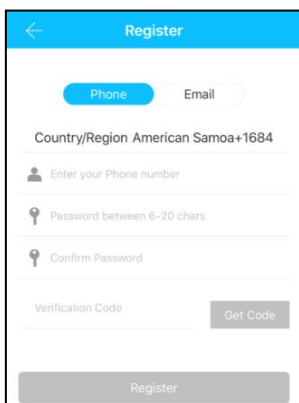 Register
Phone Email
Country/Region American Samoa+1684
Enter your Phone number
Password between 6-20 chars
Confirm Password
Verification Code Get Code
Register